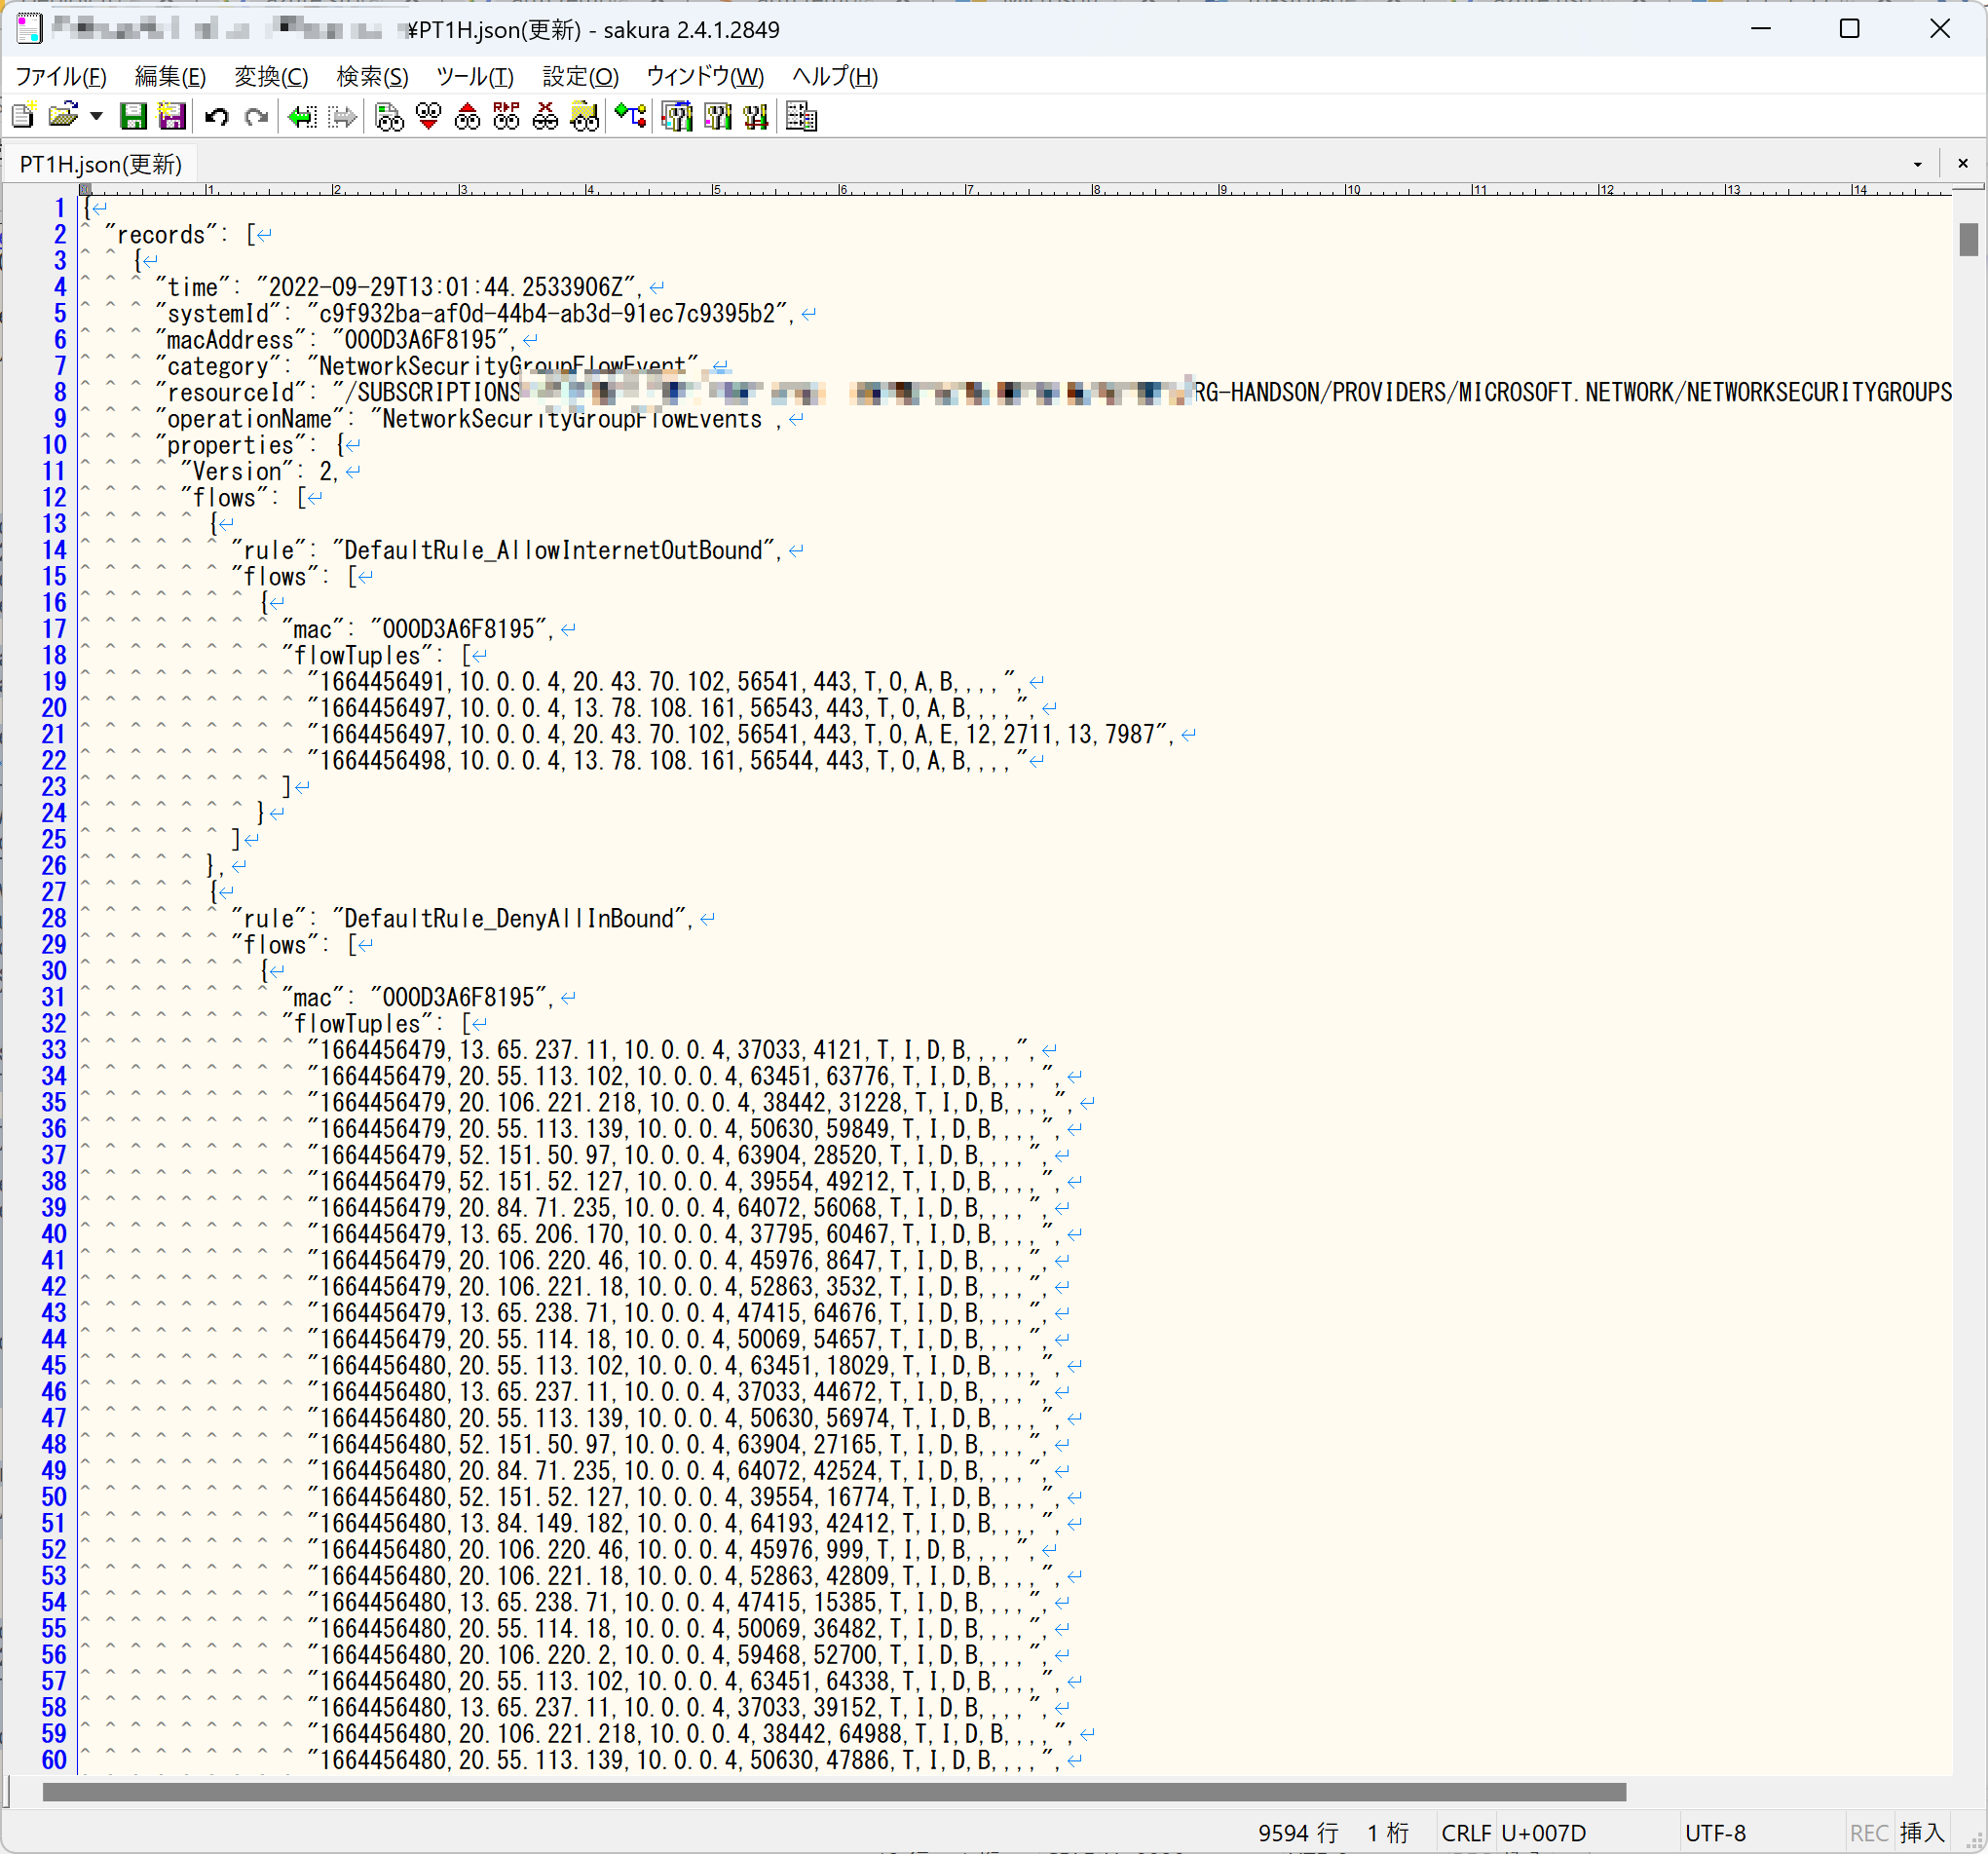 ¥PT1H.json(更新) - sakura 2.4.1.2849
ファイル(F) 編集(E) 変換(C) 検索(S) ツール(T) 設定(O) ウィンドウ(W) ヘルプ(H)
PT1H.json(更新)
0 1 2 3 4 5 6 7 8 9 10 11 12 13 14
1 {
2 "records": [
3 {
4 "time": "2022-09-29T13:01:44.2533906Z",
5 "systemId": "c9f932ba-af0d-44b4-ab3d-91ec7c9395b2",
6 "macAddress": "000D3A6F8195",
7 "category": "NetworkSecurityGroupFlowEvent",
8 "resourceId": "/SUBSCRIPTIONS RG-HANDSON/PROVIDERS/MICROSOFT.NETWORK/NETWORKSECURITYGROUPS
9 "operationName": "NetworkSecurityGroupFlowEvents",
10 "properties": {
11 "Version": 2,
12 "flows": [
13 {
14 "rule": "DefaultRule_AllowInternetOutBound",
15 "flows": [
16 {
17 "mac": "000D3A6F8195",
18 "flowTuples": [
19 "1664456491,10.0.0.4,20.43.70.102,56541,443,T,O,A,B,,,,",
20 "1664456497,10.0.0.4,13.78.108.161,56543,443,T,O,A,B,,,,",
21 "1664456497,10.0.0.4,20.43.70.102,56541,443,T,O,A,E,12,2711,13,7987",
22 "1664456498,10.0.0.4,13.78.108.161,56544,443,T,O,A,B,,,,"
23 ]
24 }
25 ]
26 },
27 {
28 "rule": "DefaultRule_DenyAllInBound",
29 "flows": [
30 {
31 "mac": "000D3A6F8195",
32 "flowTuples": [
33 "1664456479,13.65.237.11,10.0.0.4,37033,4121,T,I,D,B,,,,",
34 "1664456479,20.55.113.102,10.0.0.4,63451,63776,T,I,D,B,,,,",
35 "1664456479,20.106.221.218,10.0.0.4,38442,31228,T,I,D,B,,,,",
36 "1664456479,20.55.113.139,10.0.0.4,50630,59849,T,I,D,B,,,,",
37 "1664456479,52.151.50.97,10.0.0.4,63904,28520,T,I,D,B,,,,",
38 "1664456479,52.151.52.127,10.0.0.4,39554,49212,T,I,D,B,,,,",
39 "1664456479,20.84.71.235,10.0.0.4,64072,56068,T,I,D,B,,,,",
40 "1664456479,13.65.206.170,10.0.0.4,37795,60467,T,I,D,B,,,,",
41 "1664456479,20.106.220.46,10.0.0.4,45976,8647,T,I,D,B,,,,",
42 "1664456479,20.106.221.18,10.0.0.4,52863,3532,T,I,D,B,,,,",
43 "1664456479,13.65.238.71,10.0.0.4,47415,64676,T,I,D,B,,,,",
44 "1664456479,20.55.114.18,10.0.0.4,50069,54657,T,I,D,B,,,,",
45 "1664456480,20.55.113.102,10.0.0.4,63451,18029,T,I,D,B,,,,",
46 "1664456480,13.65.237.11,10.0.0.4,37033,44672,T,I,D,B,,,,",
47 "1664456480,20.55.113.139,10.0.0.4,50630,56974,T,I,D,B,,,,",
48 "1664456480,52.151.50.97,10.0.0.4,63904,27165,T,I,D,B,,,,",
49 "1664456480,20.84.71.235,10.0.0.4,64072,42524,T,I,D,B,,,,",
50 "1664456480,52.151.52.127,10.0.0.4,39554,16774,T,I,D,B,,,,",
51 "1664456480,13.84.149.182,10.0.0.4,64193,42412,T,I,D,B,,,,",
52 "1664456480,20.106.220.46,10.0.0.4,45976,999,T,I,D,B,,,,",
53 "1664456480,20.106.221.18,10.0.0.4,52863,42809,T,I,D,B,,,,",
54 "1664456480,13.65.238.71,10.0.0.4,47415,15385,T,I,D,B,,,,",
55 "1664456480,20.55.114.18,10.0.0.4,50069,36482,T,I,D,B,,,,",
56 "1664456480,20.106.220.2,10.0.0.4,59468,52700,T,I,D,B,,,,",
57 "1664456480,20.55.113.102,10.0.0.4,63451,64338,T,I,D,B,,,,",
58 "1664456480,13.65.237.11,10.0.0.4,37033,39152,T,I,D,B,,,,",
59 "1664456480,20.106.221.218,10.0.0.4,38442,64988,T,I,D,B,,,,",
60 "1664456480,20.55.113.139,10.0.0.4,50630,47886,T,I,D,B,,,,",
9594 行 1 桁 CRLF U+007D UTF-8 REC 挿入